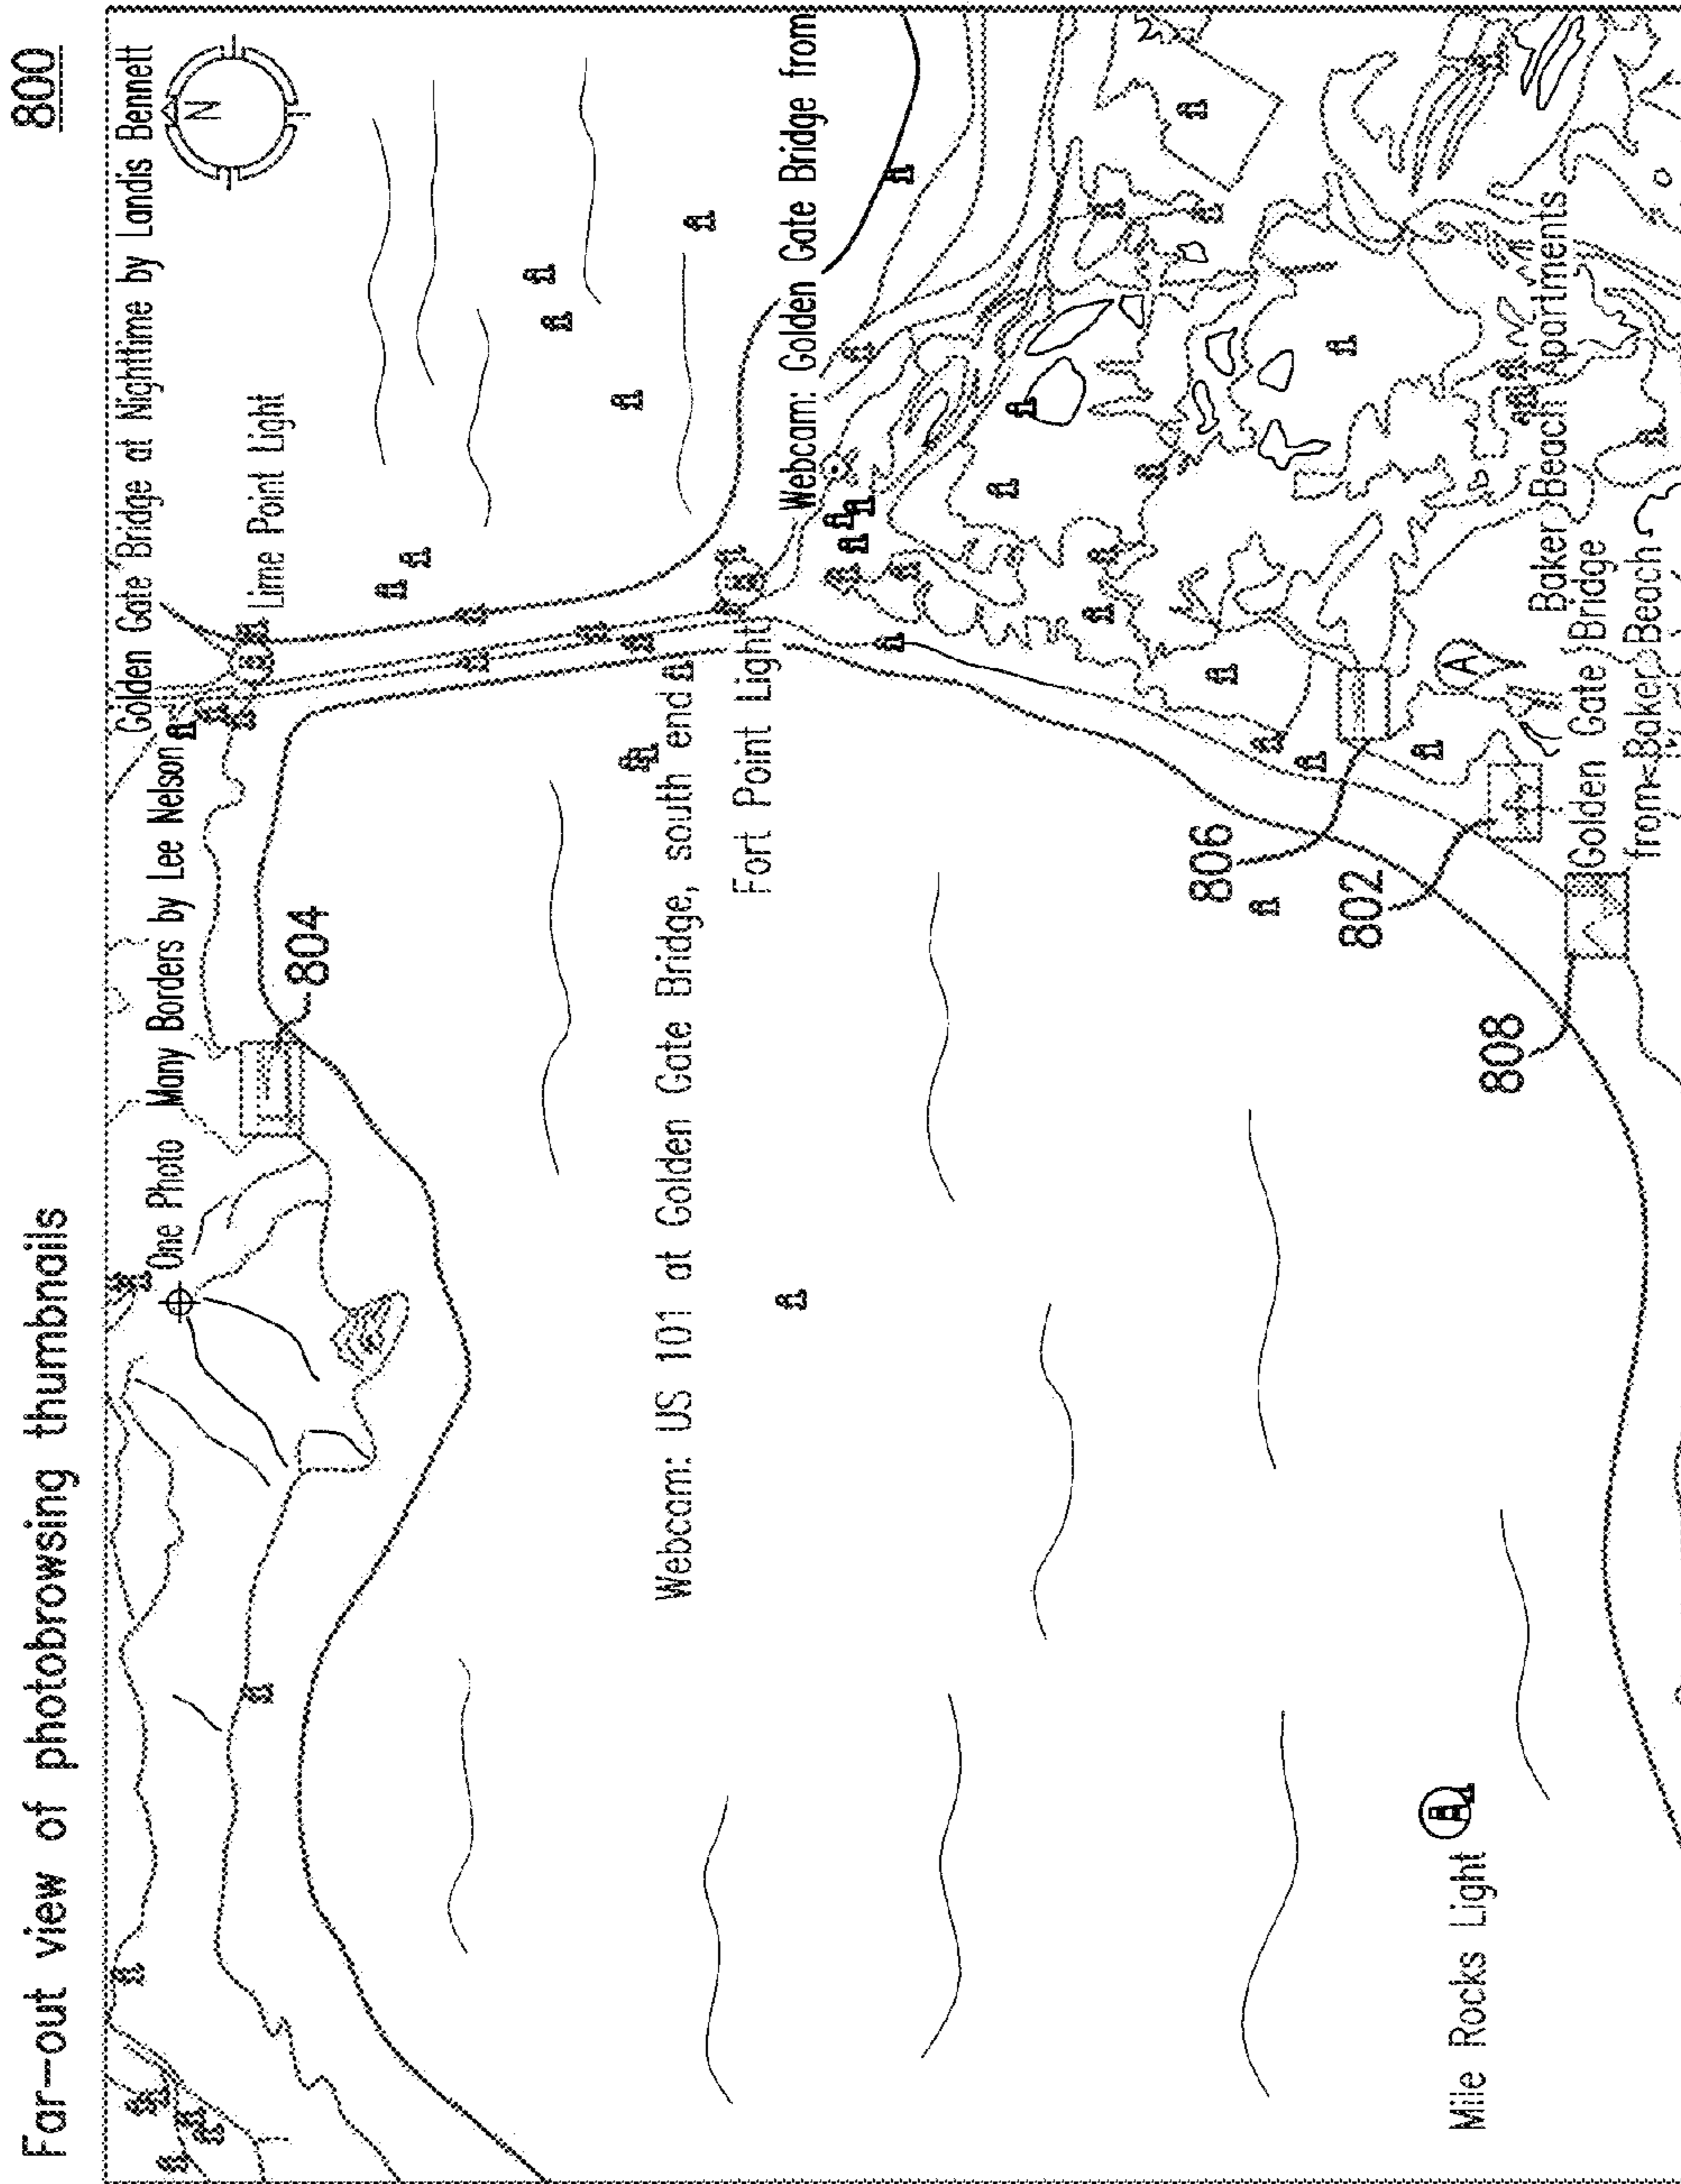 Far-out view of photobrowsing thumbnails
800
Golden Gate Bridge at Nighttime by Landis Bennett
N
One Photo Many Borders by Lee Nelson
Lime Point Light
804
Webcam: US 101 at Golden Gate Bridge, south end
Fort Point Light
Webcam: Golden Gate Bridge from
806
802
A
Mile Rocks Light
808
Baker Beach Apartments
Golden Gate Bridge
from Baker Beach